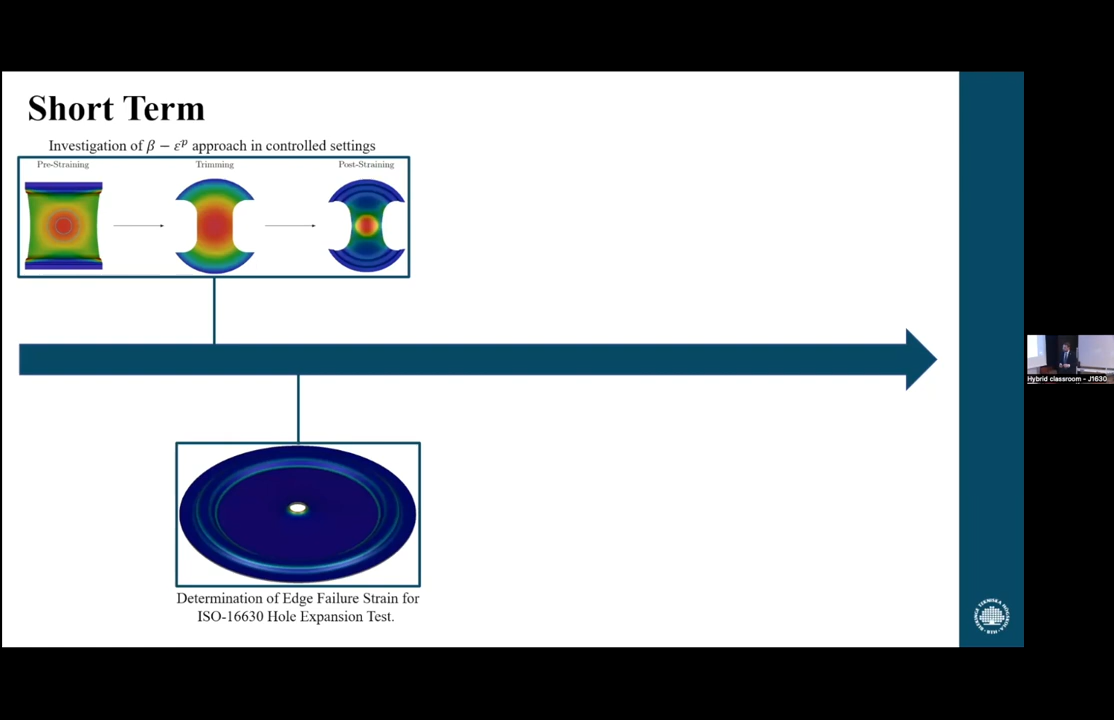 Short Term
Investigation of β − εᵖ approach in controlled settings
Pre-Straining
Trimming
Post-Straining
Determination of Edge Failure Strain for
ISO-16630 Hole Expansion Test.
Hybrid classroom - J1630